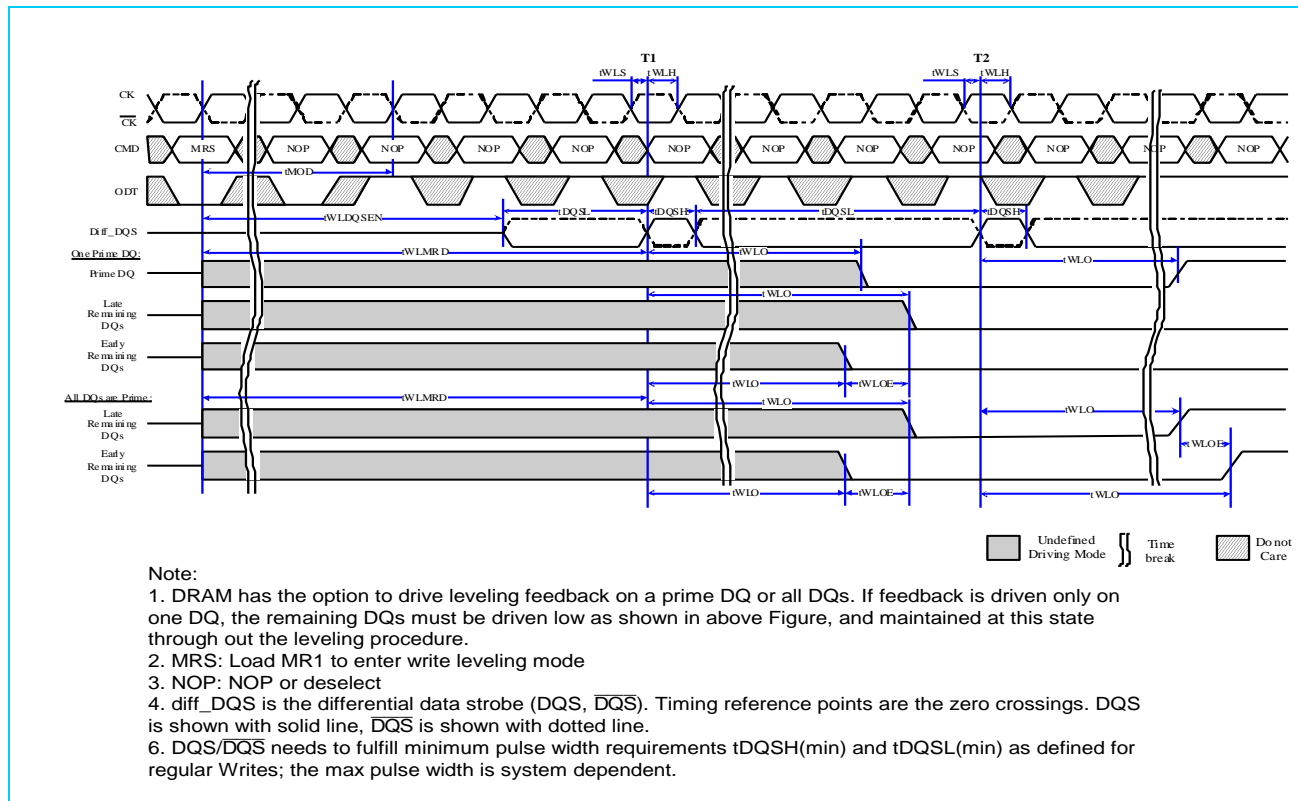 T1 T2
tWLS tWLH tWLS tWLH
CK
CK
CMD MRS NOP NOP NOP NOP NOP NOP NOP NOP NOP NOP NOP
tMOD
ODT
tWLDQSEN tDQSL tDQSH tDQSL tDQSH
Diff_DQS
tWLMRD tWLO tWLO
One Prime DQ:
Prime DQ
tWLO
Late
Remaining
DQs
Early
Remaining
DQs
tWLO tWLOE
All DQs are Prime:
tWLMRD tWLO tWLO
Late
Remaining
DQs
tWLOE
Early
Remaining
DQs
tWLO tWLOE tWLO
Undefined
Driving Mode
Time
break
Do not
Care
Note:
1. DRAM has the option to drive leveling feedback on a prime DQ or all DQs. If feedback is driven only on
one DQ, the remaining DQs must be driven low as shown in above Figure, and maintained at this state
through out the leveling procedure.
2. MRS: Load MR1 to enter write leveling mode
3. NOP: NOP or deselect
4. diff_DQS is the differential data strobe (DQS, DQS). Timing reference points are the zero crossings. DQS
is shown with solid line, DQS is shown with dotted line.
6. DQS/DQS needs to fulfill minimum pulse width requirements tDQSH(min) and tDQSL(min) as defined for
regular Writes; the max pulse width is system dependent.